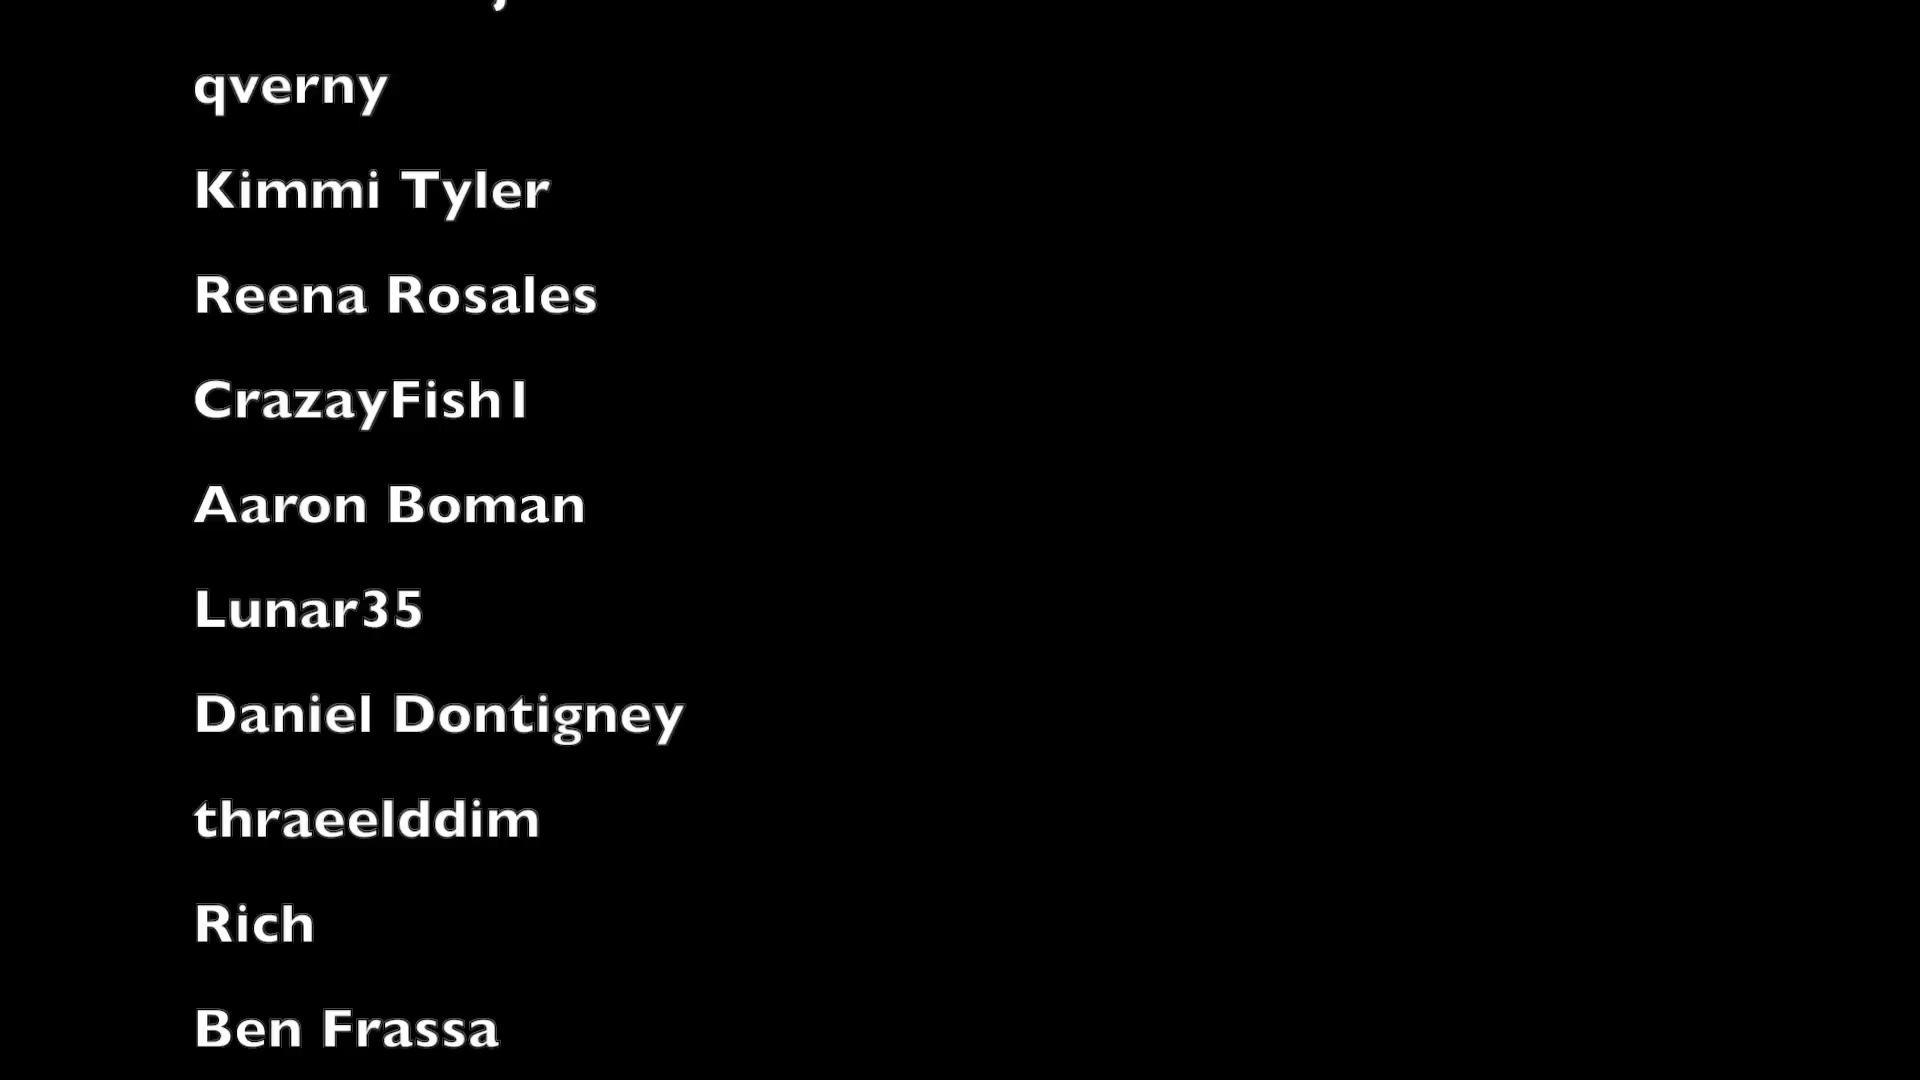 qverny
Kimmi Tyler
Reena Rosales
CrazayFish1
Aaron Boman
Lunar35
Daniel Dontigney
thraeelddim
Rich
Ben Frassa